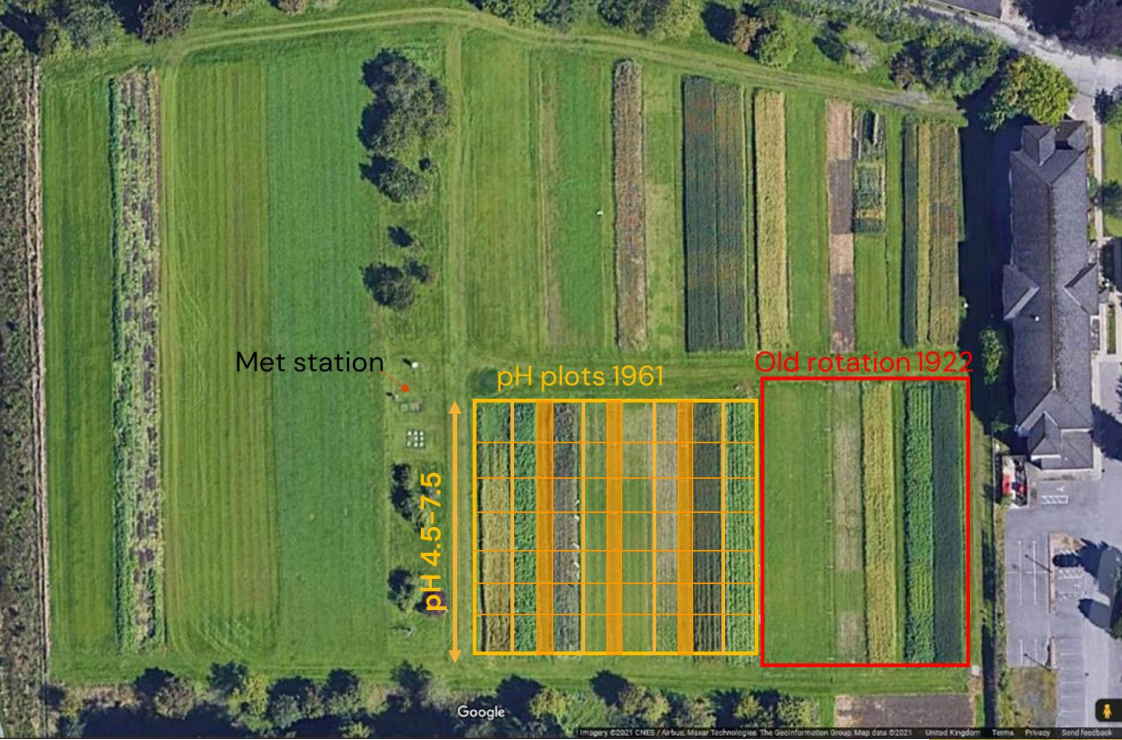 Old rotation 1922
Met station
pH plots 1961
pH 4.5-7.5
Google
Imagery ©2021 CNES / Airbus, Maxar Technologies, The GeoInformation Group, Map data ©2021 United Kingdom Terms Privacy Send feedback